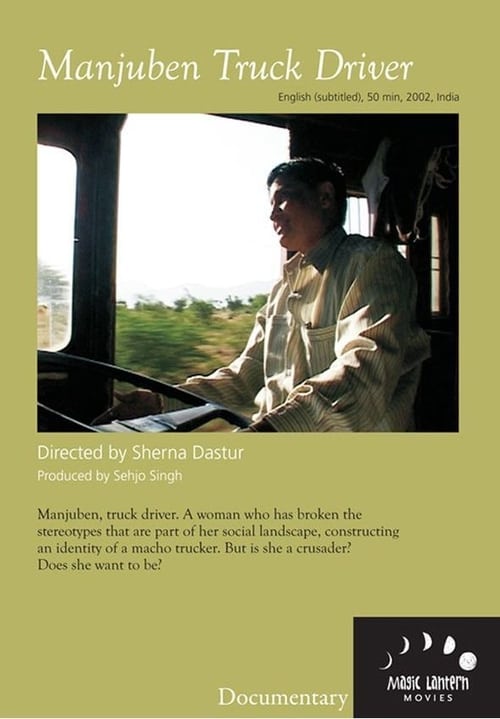 Manjuben Truck Driver
English (subtitled), 50 min, 2002, India
Directed by Sherna Dastur
Produced by Sehjo Singh
Manjuben, truck driver. A woman who has broken the
stereotypes that are part of her social landscape, constructing
an identity of a macho trucker. But is she a crusader?
Does she want to be?
Documentary
MAGIC LANTERN
MOVIES